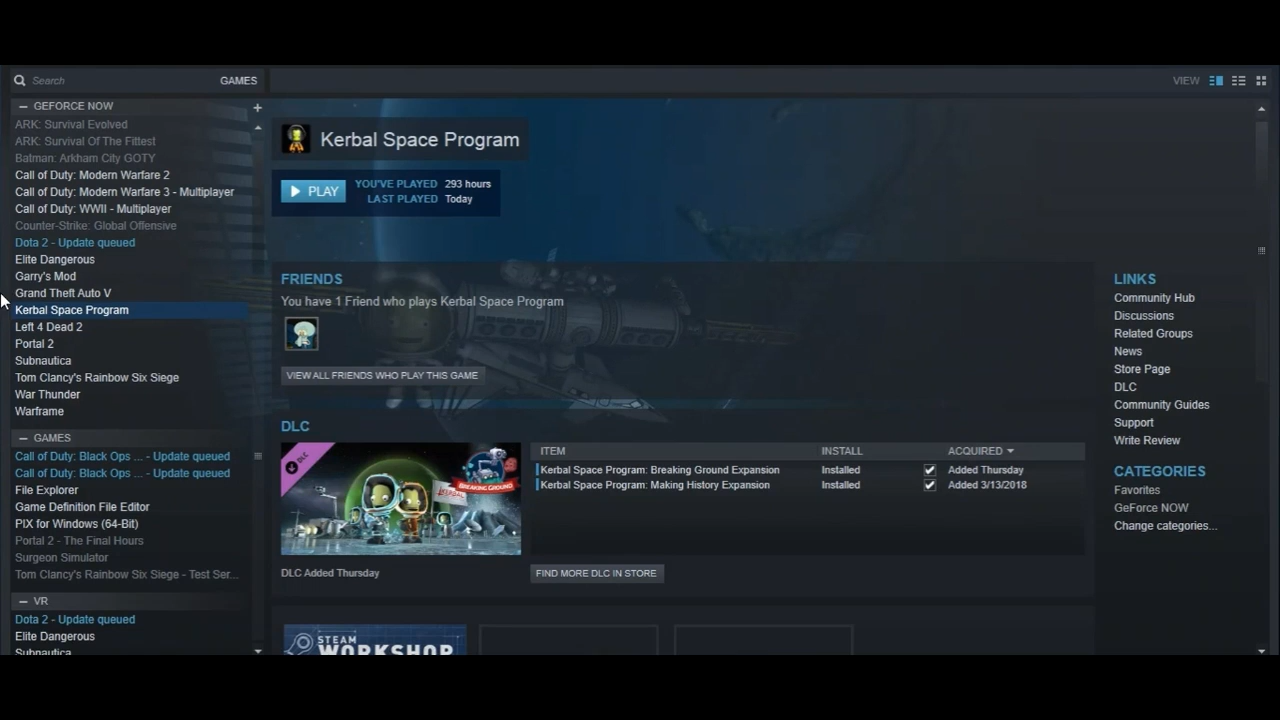 Search
GAMES
VIEW
GEFORCE NOW
ARK: Survival Evolved
ARK: Survival Of The Fittest
Batman: Arkham City GOTY
Call of Duty: Modern Warfare 2
Call of Duty: Modern Warfare 3 - Multiplayer
Call of Duty: WWII - Multiplayer
Counter-Strike: Global Offensive
Dota 2 - Update queued
Elite Dangerous
Garry's Mod
Grand Theft Auto V
Kerbal Space Program
Left 4 Dead 2
Portal 2
Subnautica
Tom Clancy's Rainbow Six Siege
War Thunder
Warframe
GAMES
Call of Duty: Black Ops ... - Update queued
Call of Duty: Black Ops ... - Update queued
File Explorer
Game Definition File Editor
PIX for Windows (64-Bit)
Portal 2 - The Final Hours
Surgeon Simulator
Tom Clancy's Rainbow Six Siege - Test Ser...
VR
Dota 2 - Update queued
Elite Dangerous
Subnautica
Kerbal Space Program
PLAY
YOU'VE PLAYED 293 hours
LAST PLAYED Today
FRIENDS
You have 1 Friend who plays Kerbal Space Program
VIEW ALL FRIENDS WHO PLAY THIS GAME
DLC
DLC
BREAKING GROUND
ITEM INSTALL ACQUIRED
Kerbal Space Program: Breaking Ground Expansion Installed Added Thursday
Kerbal Space Program: Making History Expansion Installed Added 3/13/2018
DLC Added Thursday
FIND MORE DLC IN STORE
STEAM
WORKSHOP
LINKS
Community Hub
Discussions
Related Groups
News
Store Page
DLC
Community Guides
Support
Write Review
CATEGORIES
Favorites
GeForce NOW
Change categories...